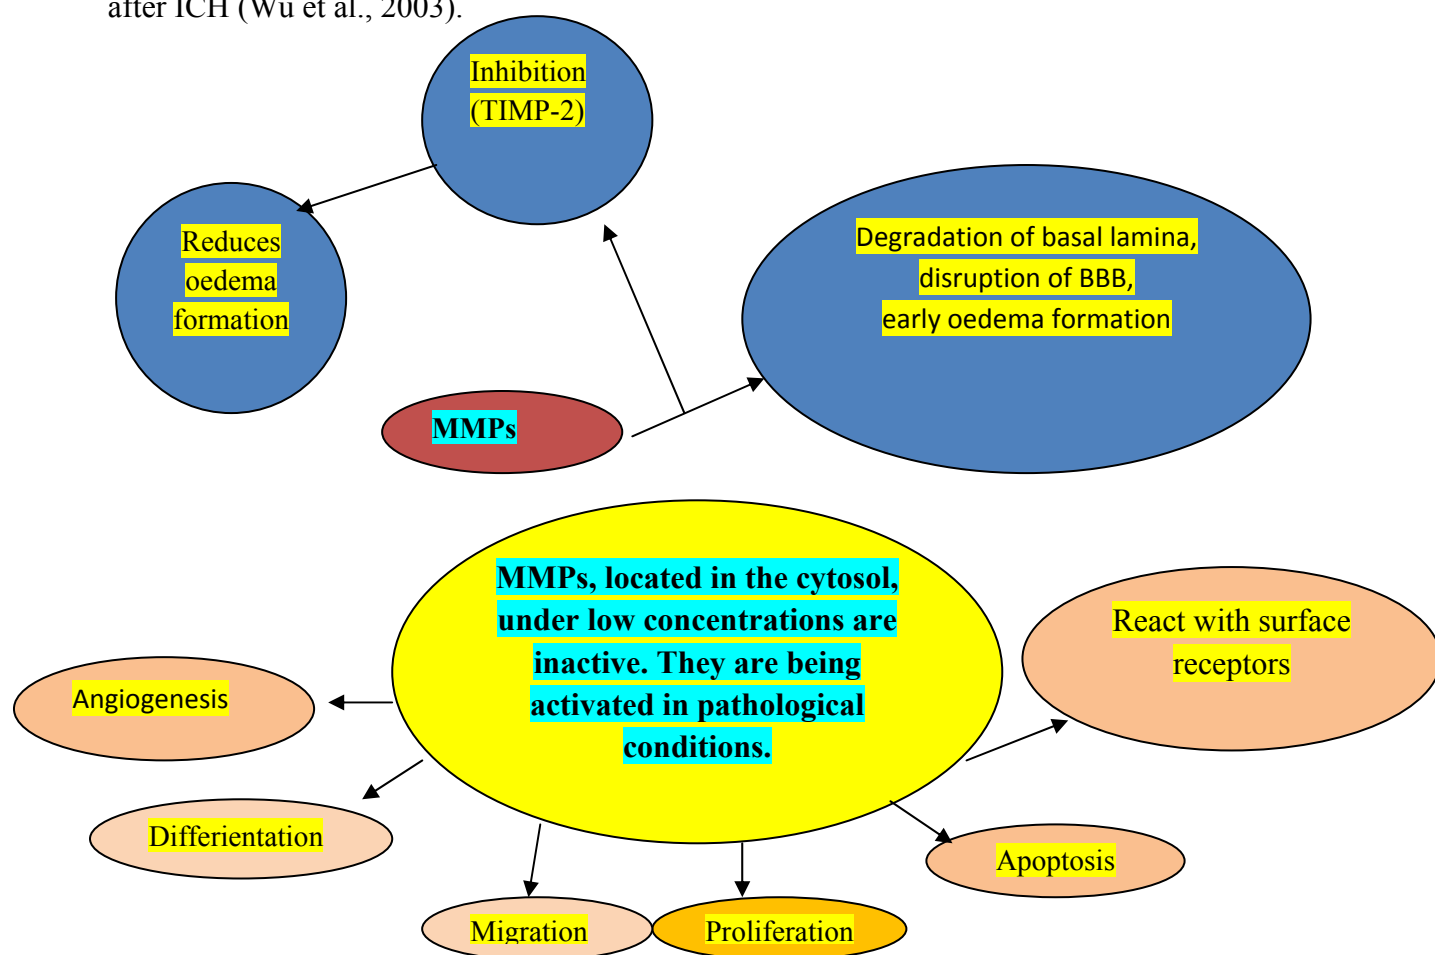 after ICH (Wu et al., 2003).
Inhibition
(TIMP-2)
Reduces
oedema
formation
Degradation of basal lamina,
disruption of BBB,
early oedema formation
MMPs
MMPs, located in the cytosol,
under low concentrations are
inactive. They are being
activated in pathological
conditions.
React with surface
receptors
Angiogenesis
Differientation
Apoptosis
Migration
Proliferation